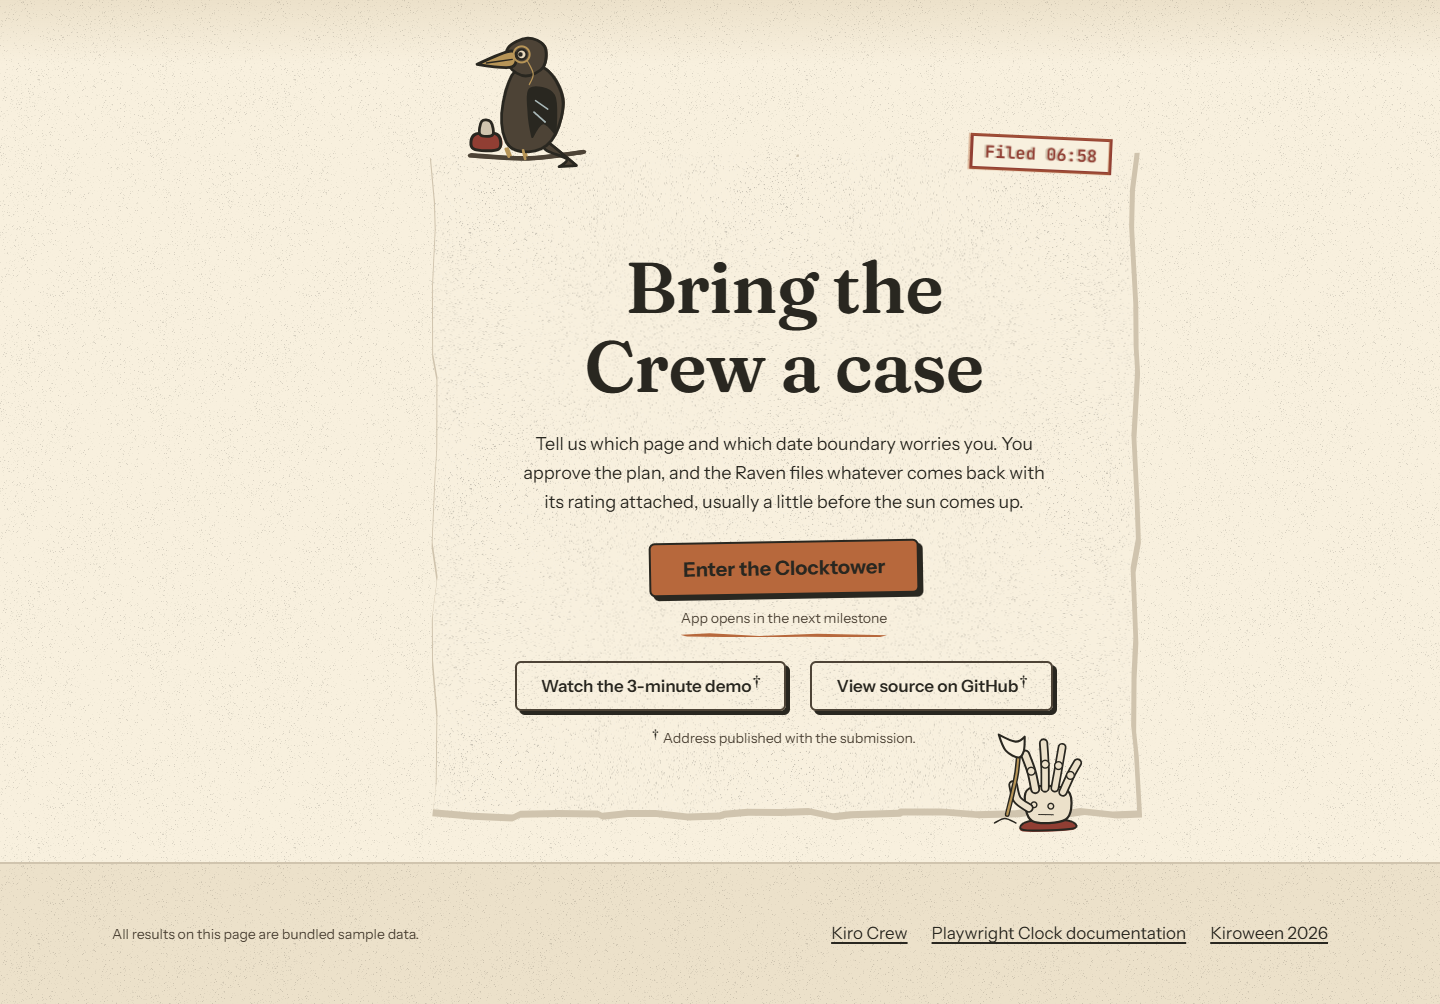 Filed 06:58
Bring the
Crew a case
Tell us which page and which date boundary worries you. You
approve the plan, and the Raven files whatever comes back with
its rating attached, usually a little before the sun comes up.
Enter the Clocktower
App opens in the next milestone
Watch the 3-minute demo†
View source on GitHub†
† Address published with the submission.
All results on this page are bundled sample data.
Kiro Crew
Playwright Clock documentation
Kiroween 2026